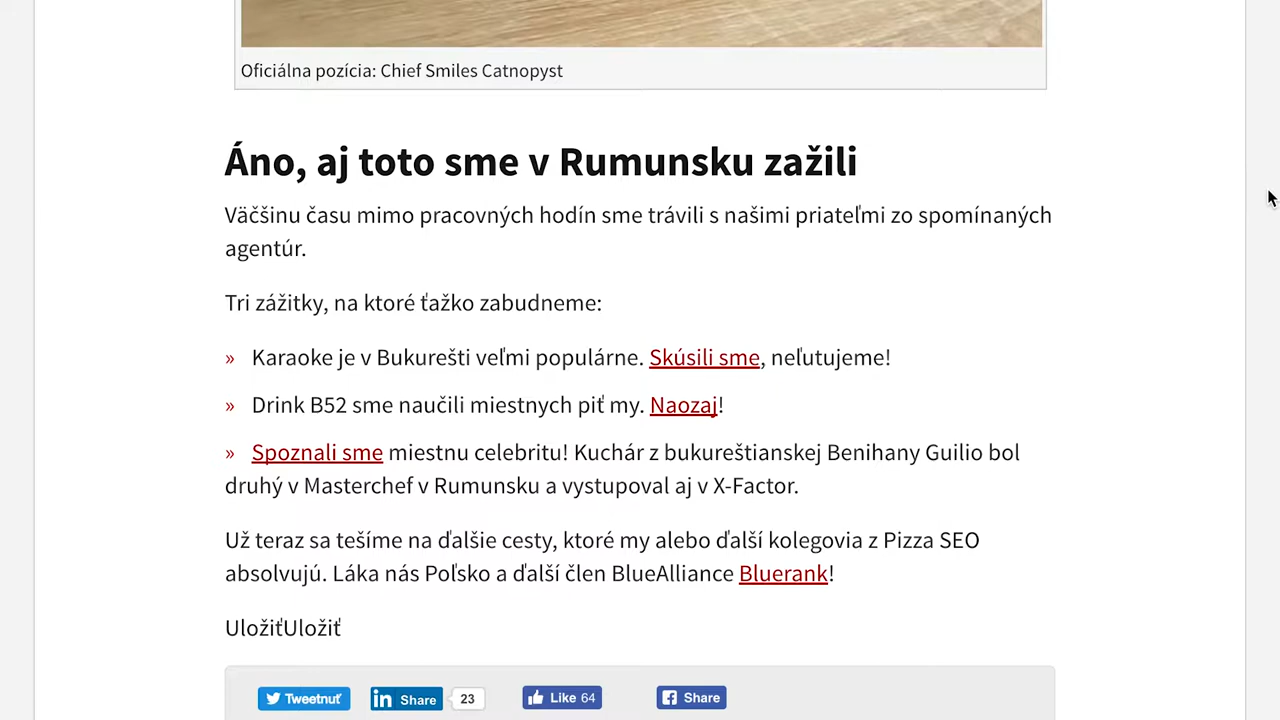 Oficiálna pozícia: Chief Smiles Catnopyst
Áno, aj toto sme v Rumunsku zažili
Väčšinu času mimo pracovných hodín sme trávili s našimi priateľmi zo spomínaných
agentúr.
Tri zážitky, na ktoré ťažko zabudneme:
» Karaoke je v Bukurešti veľmi populárne. Skúsili sme, neľutujeme!
» Drink B52 sme naučili miestnych piť my. Naozaj!
» Spoznali sme miestnu celebritu! Kuchár z bukureštianskej Benihany Guilio bol
druhý v Masterchef v Rumunsku a vystupoval aj v X-Factor.
Už teraz sa tešíme na ďalšie cesty, ktoré my alebo ďalší kolegovia z Pizza SEO
absolvujú. Láka nás Poľsko a ďalší člen BlueAlliance Bluerank!
UložiťUložiť
Tweetnuť in Share 23 Like 64 Share